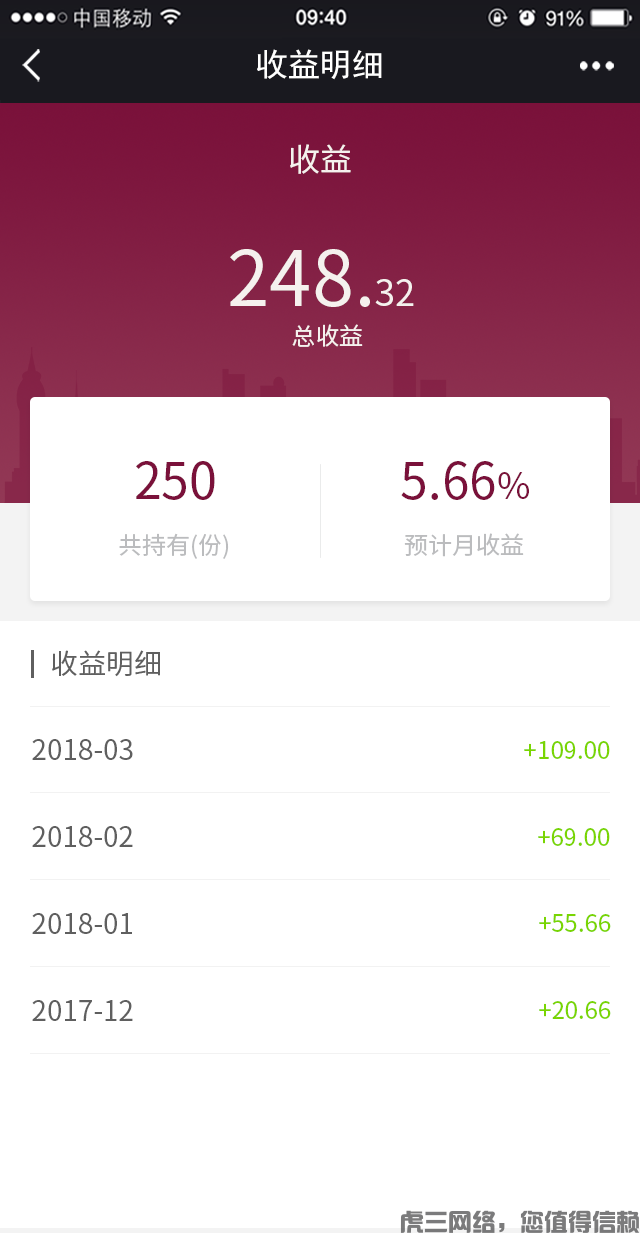 中国移动 09:40 91%
收益明细
收益
248.32
总收益
250 5.66%
共持有(份) 预计月收益
收益明细
2018-03 +109.00
2018-02 +69.00
2018-01 +55.66
2017-12 +20.66
虎三网络，您值得信赖